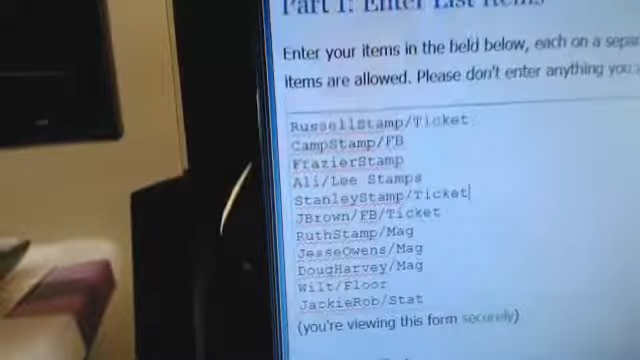 Part 1: Enter List Items
Enter your items in the field below, each on a
items are allowed. Please don't enter anything
RussellStamp/Ticket
CampStamp/FB
FrazierStamp
Ali/Lee Stamps
StanleyStamp/Ticket
JBrown/FB/Ticket
RuthStamp/Mag
JesseOwens/Mag
DougHarvey/Mag
Wilt/Floor
JackieRob/Stat
(you're viewing this form securely)